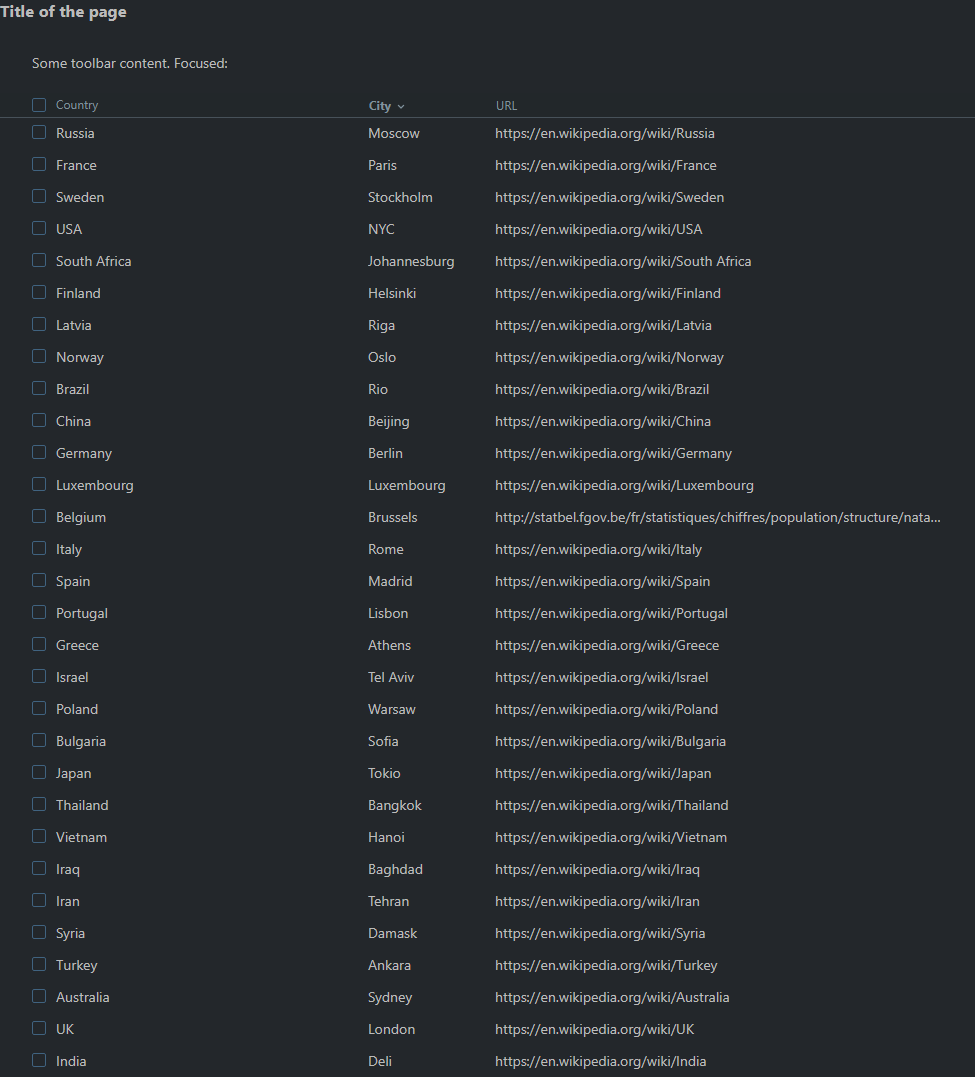 Title of the page
Some toolbar content. Focused:
Country City URL
Russia Moscow https://en.wikipedia.org/wiki/Russia
France Paris https://en.wikipedia.org/wiki/France
Sweden Stockholm https://en.wikipedia.org/wiki/Sweden
USA NYC https://en.wikipedia.org/wiki/USA
South Africa Johannesburg https://en.wikipedia.org/wiki/South Africa
Finland Helsinki https://en.wikipedia.org/wiki/Finland
Latvia Riga https://en.wikipedia.org/wiki/Latvia
Norway Oslo https://en.wikipedia.org/wiki/Norway
Brazil Rio https://en.wikipedia.org/wiki/Brazil
China Beijing https://en.wikipedia.org/wiki/China
Germany Berlin https://en.wikipedia.org/wiki/Germany
Luxembourg Luxembourg https://en.wikipedia.org/wiki/Luxembourg
Belgium Brussels http://statbel.fgov.be/fr/statistiques/chiffres/population/structure/nata...
Italy Rome https://en.wikipedia.org/wiki/Italy
Spain Madrid https://en.wikipedia.org/wiki/Spain
Portugal Lisbon https://en.wikipedia.org/wiki/Portugal
Greece Athens https://en.wikipedia.org/wiki/Greece
Israel Tel Aviv https://en.wikipedia.org/wiki/Israel
Poland Warsaw https://en.wikipedia.org/wiki/Poland
Bulgaria Sofia https://en.wikipedia.org/wiki/Bulgaria
Japan Tokio https://en.wikipedia.org/wiki/Japan
Thailand Bangkok https://en.wikipedia.org/wiki/Thailand
Vietnam Hanoi https://en.wikipedia.org/wiki/Vietnam
Iraq Baghdad https://en.wikipedia.org/wiki/Iraq
Iran Tehran https://en.wikipedia.org/wiki/Iran
Syria Damask https://en.wikipedia.org/wiki/Syria
Turkey Ankara https://en.wikipedia.org/wiki/Turkey
Australia Sydney https://en.wikipedia.org/wiki/Australia
UK London https://en.wikipedia.org/wiki/UK
India Deli https://en.wikipedia.org/wiki/India